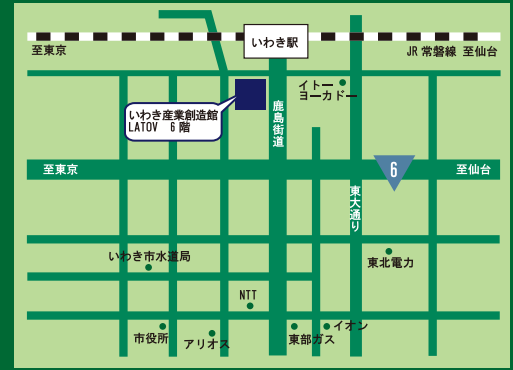 いわき駅
至東京
JR 常磐線 至仙台
イトー
ヨーカドー
いわき産業創造館
LATOV 6 階
鹿島街道
至東京
6
至仙台
東大通り
いわき市水道局
東北電力
NTT
市役所
アリオス
東部ガス
イオン